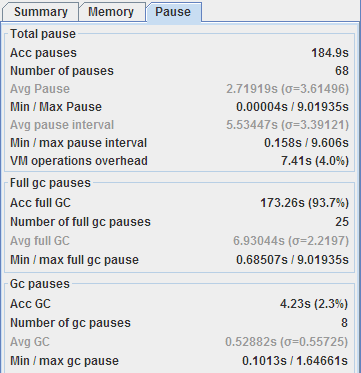 Summary Memory Pause
Total pause
Acc pauses 184.9s
Number of pauses 68
Avg Pause 2.71919s (σ=3.61496)
Min / Max Pause 0.00004s / 9.01935s
Avg pause interval 5.53447s (σ=3.39121)
Min / max pause interval 0.158s / 9.606s
VM operations overhead 7.41s (4.0%)
Full gc pauses
Acc full GC 173.26s (93.7%)
Number of full gc pauses 25
Avg full GC 6.93044s (σ=2.2197)
Min / max full gc pause 0.68507s / 9.01935s
Gc pauses
Acc GC 4.23s (2.3%)
Number of gc pauses 8
Avg GC 0.52882s (σ=0.55725)
Min / max gc pause 0.1013s / 1.64661s